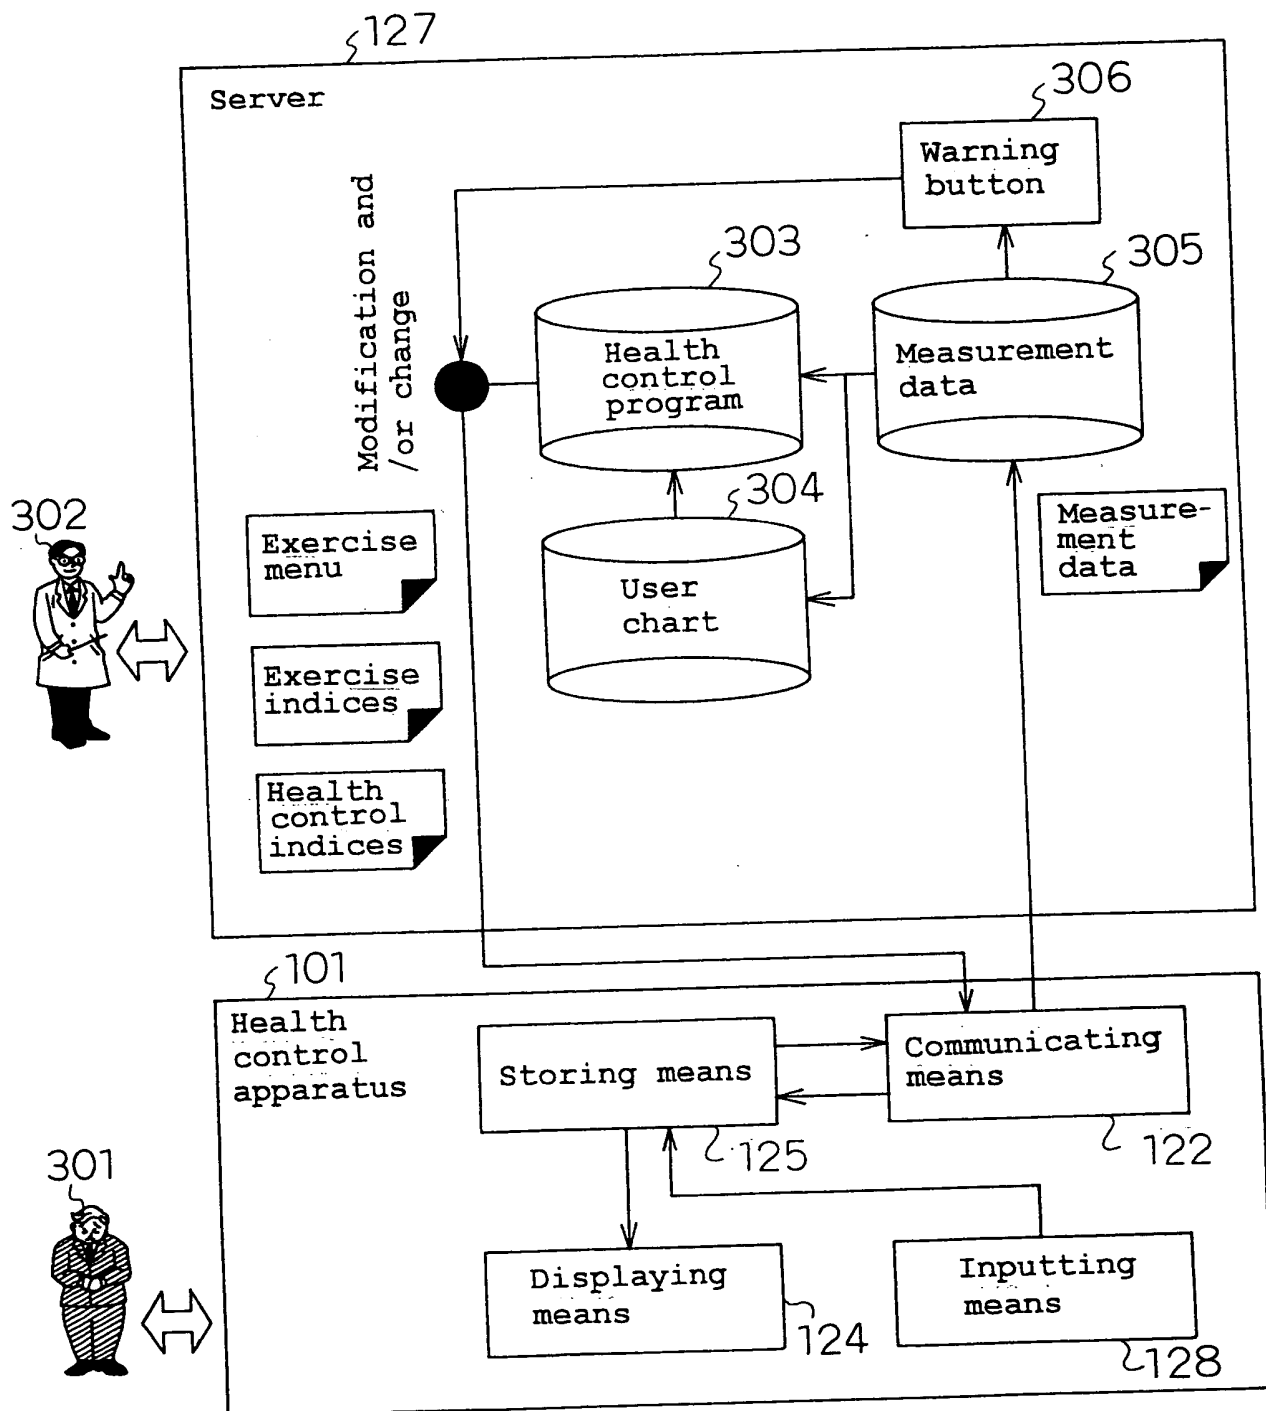 127
Server
306
Warning
button
Modification and
/or change
303
305
Health
control
program
Measurement
data
304
User
chart
Measure-
ment
data
302
Exercise
menu
Exercise
indices
Health
control
indices
101
Health
control
apparatus
Storing means
Communicating
means
125
122
301
Displaying
means
Inputting
means
124
128